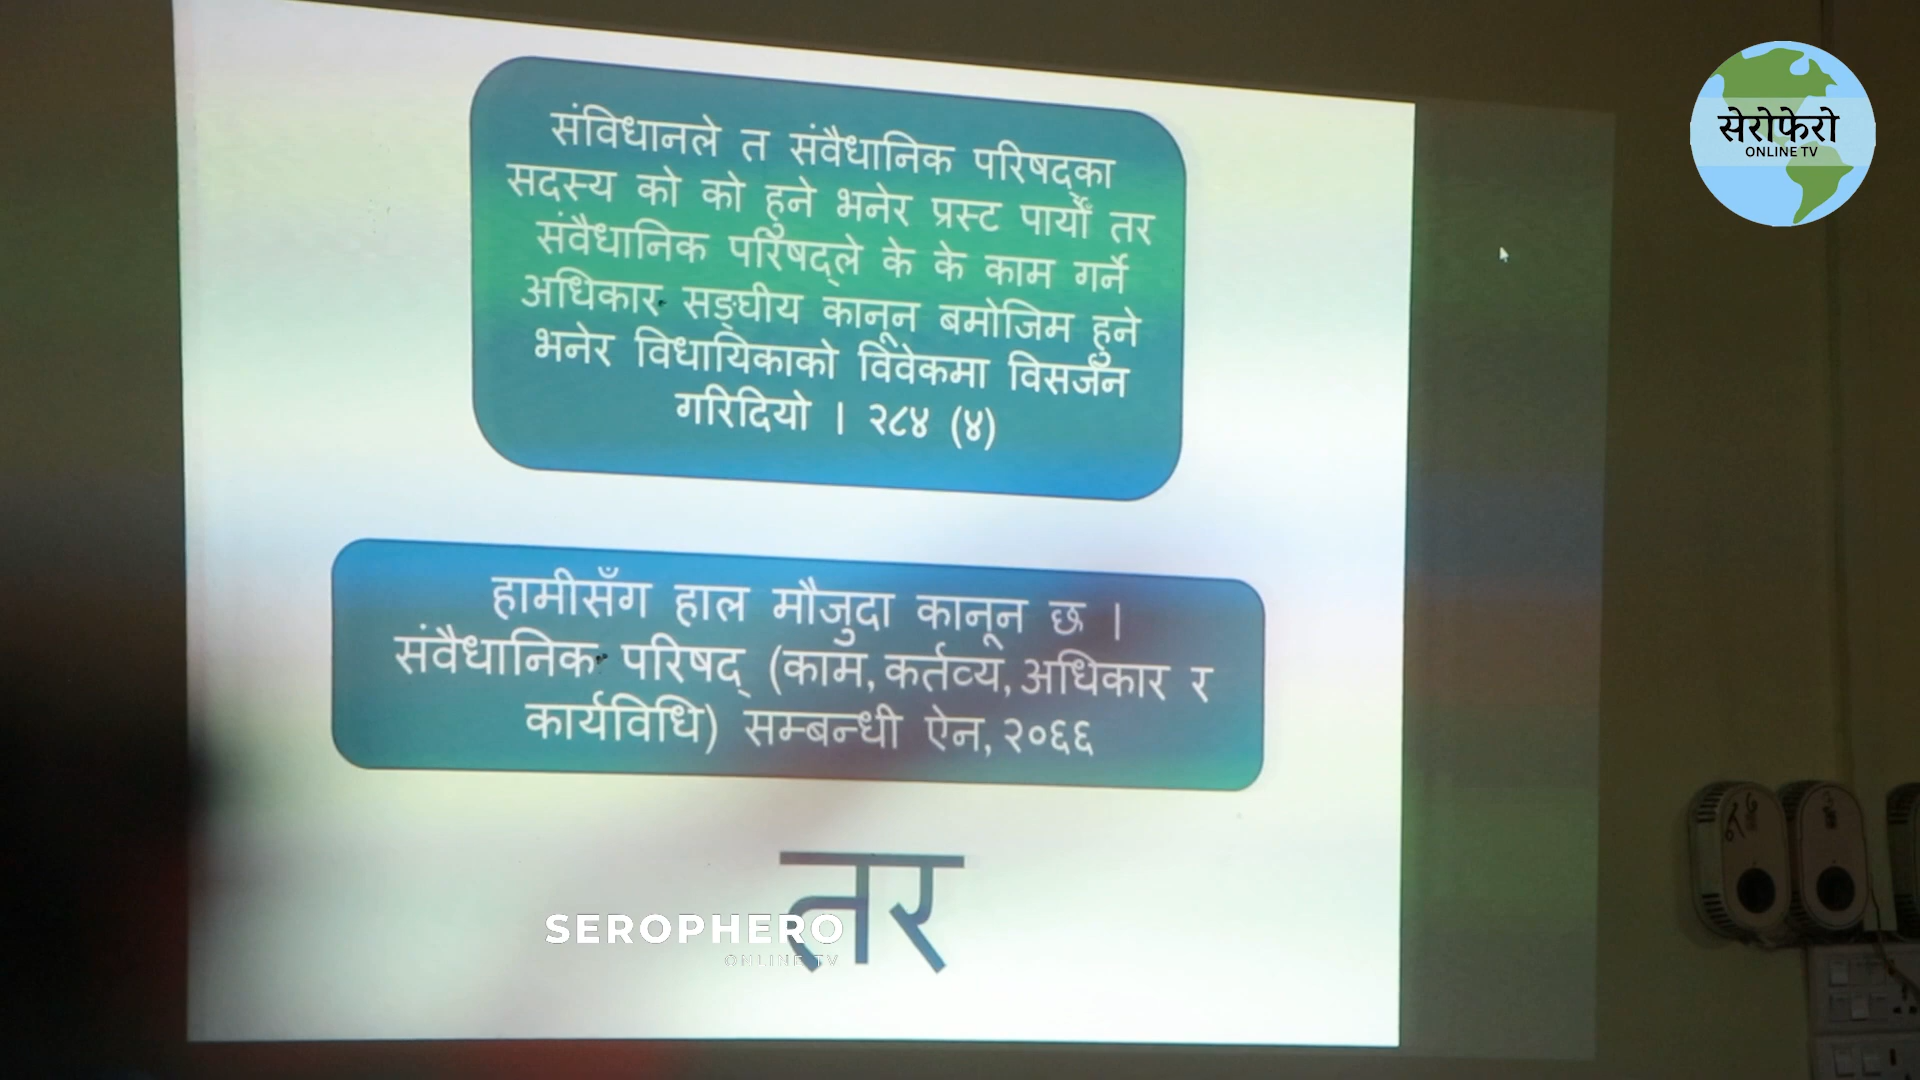 संविधानले त संवैधानिक परिषद्का
सदस्य को को हुने भनेर प्रस्ट पार्यो तर
संवैधानिक परिषद्ले के के काम गर्ने
अधिकार सङ्घीय कानून बमोजिम हुने
भनेर विधायिकाको विवेकमा विसर्जन
गरिदियो । २८४ (४)
हामीसँग हाल मौजुदा कानून छ ।
संवैधानिक परिषद् (काम, कर्तव्य, अधिकार र
कार्यविधि) सम्बन्धी ऐन, २०६६
तर
SEROPHERO
ONLINE TV
सेरोफेरो
ONLINE TV